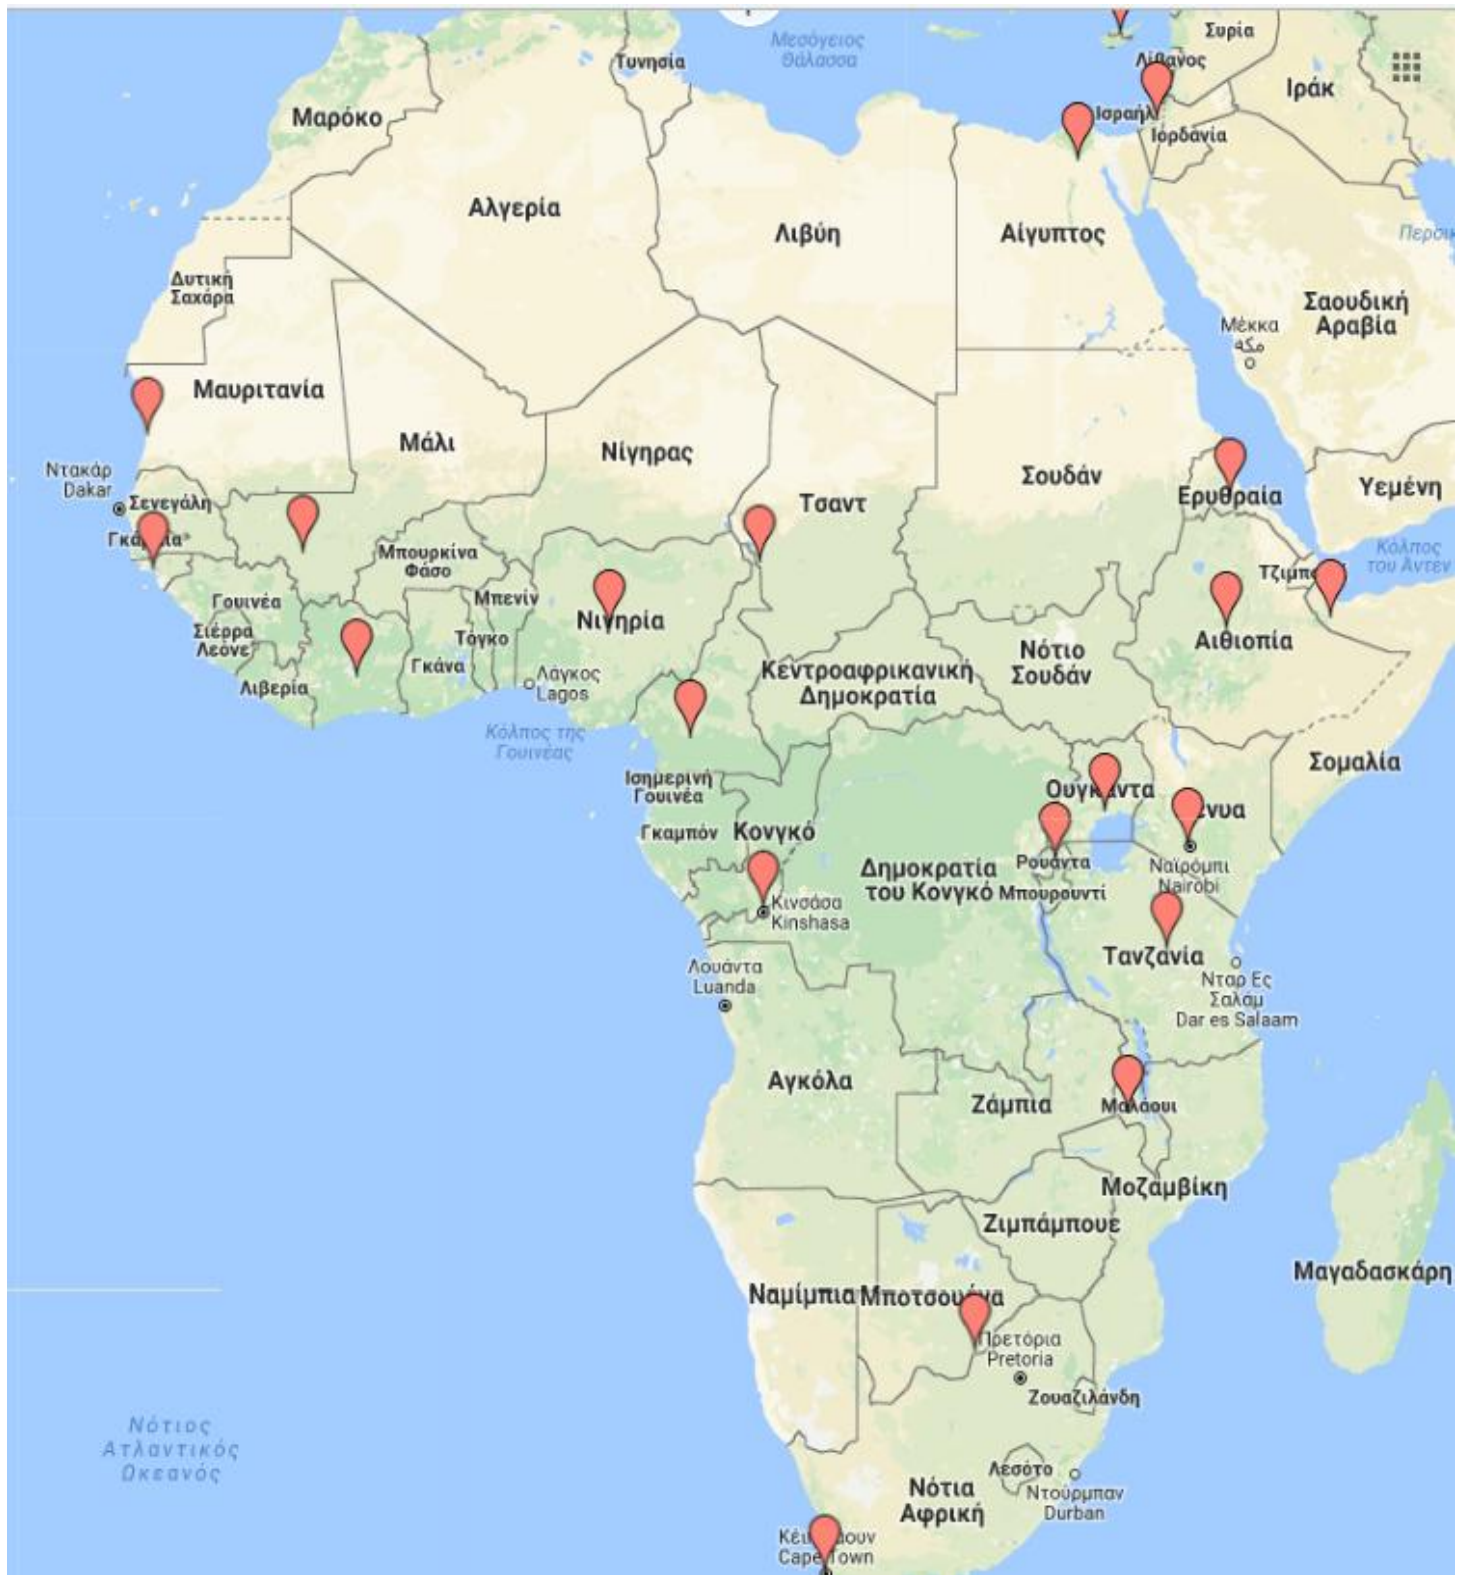 Συρία
Μεσόγειος
Θάλασσα
Τυνησία
Λίβανος
Ιράκ
Μαρόκο
Ισραήλ
Ιορδανία
Αλγερία
Λιβύη
Αίγυπτος
Δυτική
Σαχάρα
Σαουδική
Αραβία
Μέκκα
مكة
Μαυριτανία
Μάλι
Νίγηρας
Τσαντ
Σουδάν
Ερυθραία
Υεμένη
Ντακάρ
Dakar
Σενεγάλη
Μπουρκίνα
Φάσο
Κόλπος
του Άντεν
Γουινέα
Μπενίν
Σιέρρα
Λεόνε
Τόγκο
Νιγηρία
Αιθιοπία
Γκάνα
Λιβερία
Λάγκος
Lagos
Κεντροαφρικανική
Δημοκρατία
Νότιο
Σουδάν
Κόλπος της
Γουινέας
Σομαλία
Ισημερινή
Γουινέα
Ουγκάντα
Γκαμπόν
Κονγκό
Δημοκρατία
του Κονγκό
Ρουάντα
Μπουρουντί
Ναϊρόμπι
Nairobi
Κινσάσα
Kinshasa
Τανζανία
Λουάντα
Luanda
Νταρ Ες
Σαλάμ
Dar es Salaam
Αγκόλα
Ζάμπια
Μαλάουι
Μοζαμβίκη
Ζιμπάμπουε
Μαγαδασκάρη
Ναμίμπια
Μποτσουάνα
Πρετόρια
Pretoria
Ζουαζιλάνδη
Νότιος
Ατλαντικός
Ωκεανός
Λεσότο
Νότια
Αφρική
Ντούρμπαν
Durban
Cape Town